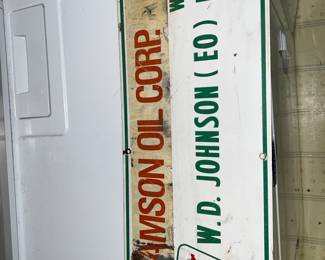 AMSON OIL CORP.
W. D. JOHNSON ( EO )